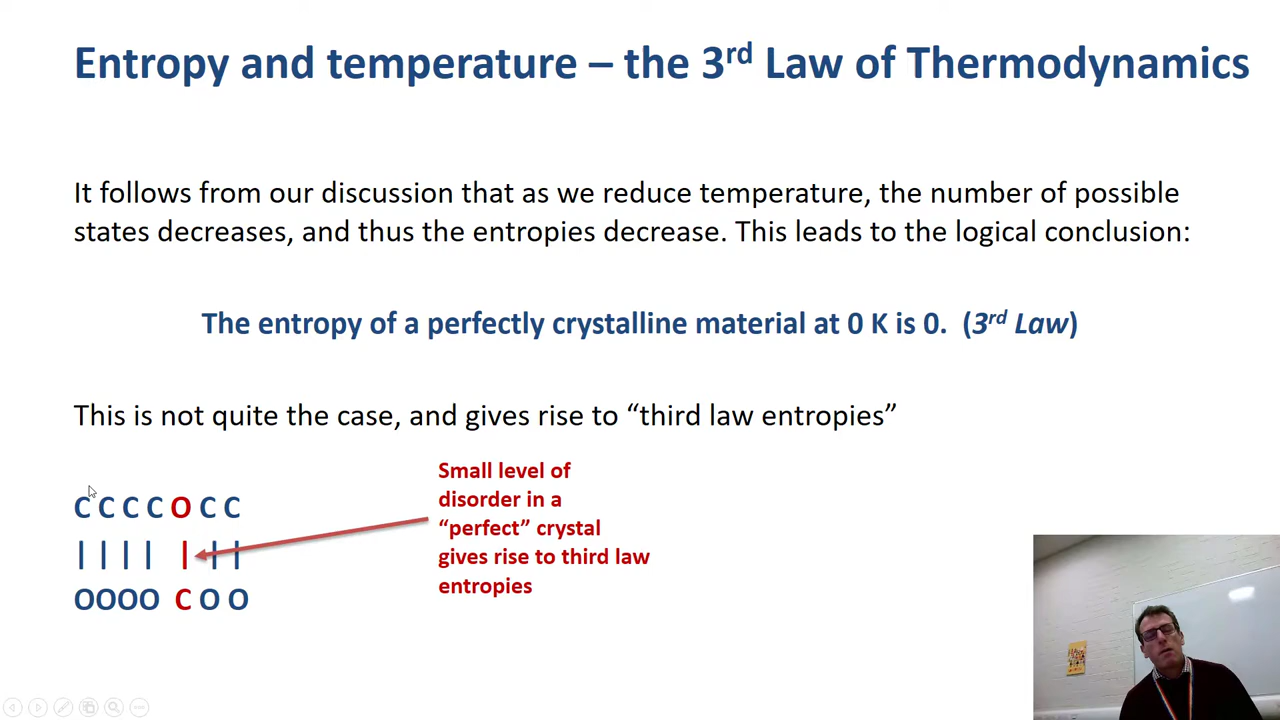 Entropy and temperature – the 3rd Law of Thermodynamics
It follows from our discussion that as we reduce temperature, the number of possible
states decreases, and thus the entropies decrease. This leads to the logical conclusion:
The entropy of a perfectly crystalline material at 0 K is 0. (3rd Law)
This is not quite the case, and gives rise to “third law entropies”
Small level of
disorder in a
“perfect” crystal
gives rise to third law
entropies
C C C C O C C
| | | | | | |
OOOO C O O